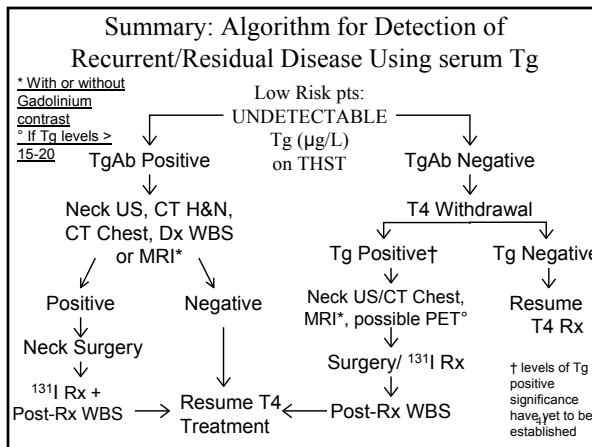 Summary: Algorithm for Detection of
Recurrent/Residual Disease Using serum Tg
* With or without
Gadolinium
contrast
° If Tg levels >
15-20
Low Risk pts:
UNDETECTABLE
Tg (µg/L)
on THST
TgAb Positive
TgAb Negative
Neck US, CT H&N,
CT Chest, Dx WBS
or MRI*
T4 Withdrawal
Tg Positive†
Tg Negative
Positive
Negative
Neck US/CT Chest,
MRI*, possible PET°
Resume
T4 Rx
Neck Surgery
Surgery/ ¹³¹I Rx
¹³¹I Rx +
Post-Rx WBS
Resume T4
Treatment
Post-Rx WBS
† levels of Tg
positive
significance
have yet to be
established